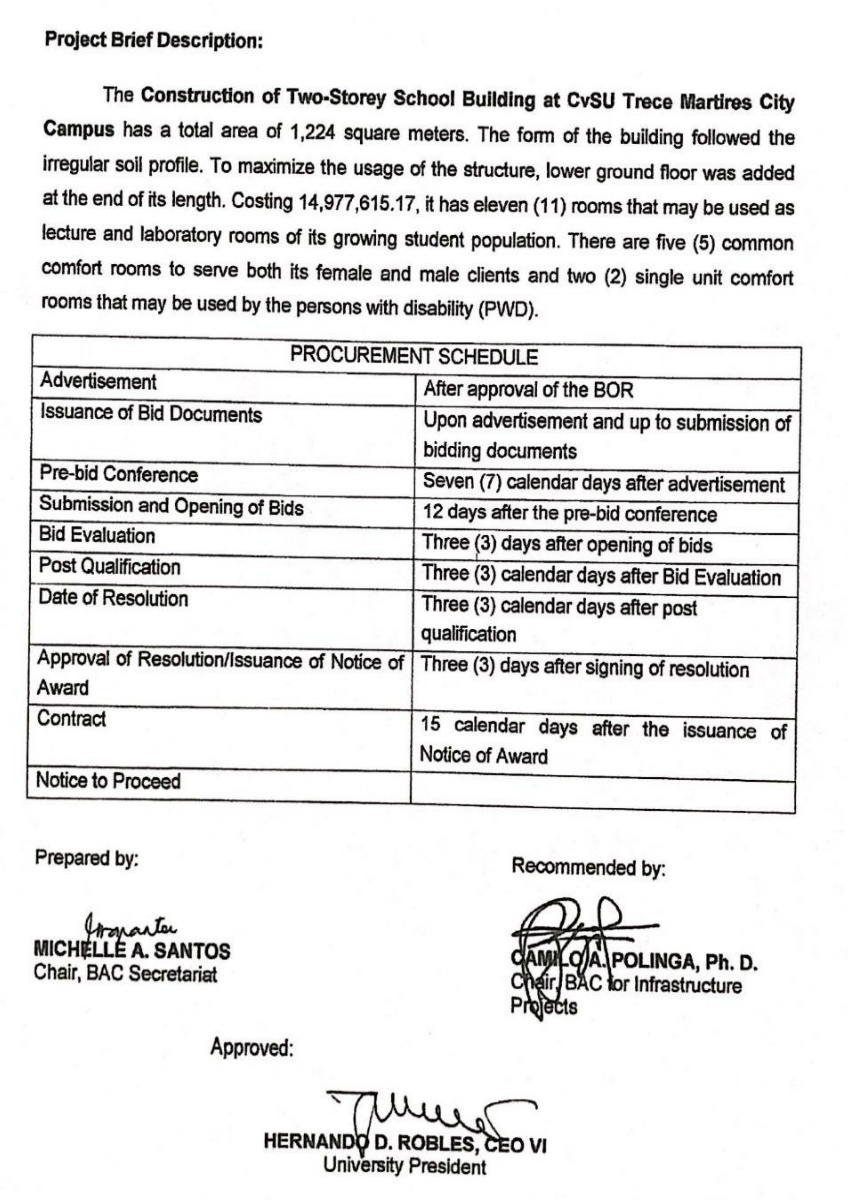 Project Brief Description:
The Construction of Two-Storey School Building at CvSU Trece Martires City
Campus has a total area of 1,224 square meters. The form of the building followed the
irregular soil profile. To maximize the usage of the structure, lower ground floor was added
at the end of its length. Costing 14,977,615.17, it has eleven (11) rooms that may be used as
lecture and laboratory rooms of its growing student population. There are five (5) common
comfort rooms to serve both its female and male clients and two (2) single unit comfort
rooms that may be used by the persons with disability (PWD).
PROCUREMENT SCHEDULE
Advertisement
After approval of the BOR
Issuance of Bid Documents
Upon advertisement and up to submission of
bidding documents
Pre-bid Conference
Seven (7) calendar days after advertisement
Submission and Opening of Bids
12 days after the pre-bid conference
Bid Evaluation
Three (3) days after opening of bids
Post Qualification
Three (3) calendar days after Bid Evaluation
Date of Resolution
Three (3) calendar days after post
qualification
Approval of Resolution/Issuance of Notice of
Award
Three (3) days after signing of resolution
Contract
15 calendar days after the issuance of
Notice of Award
Notice to Proceed
Prepared by:
Recommended by:
MICHELLE A. SANTOS
Chair, BAC Secretariat
CAMILO A. POLINGA, Ph. D.
Chair, BAC for Infrastructure
Projects
Approved:
HERNANDO D. ROBLES, CEO VI
University President